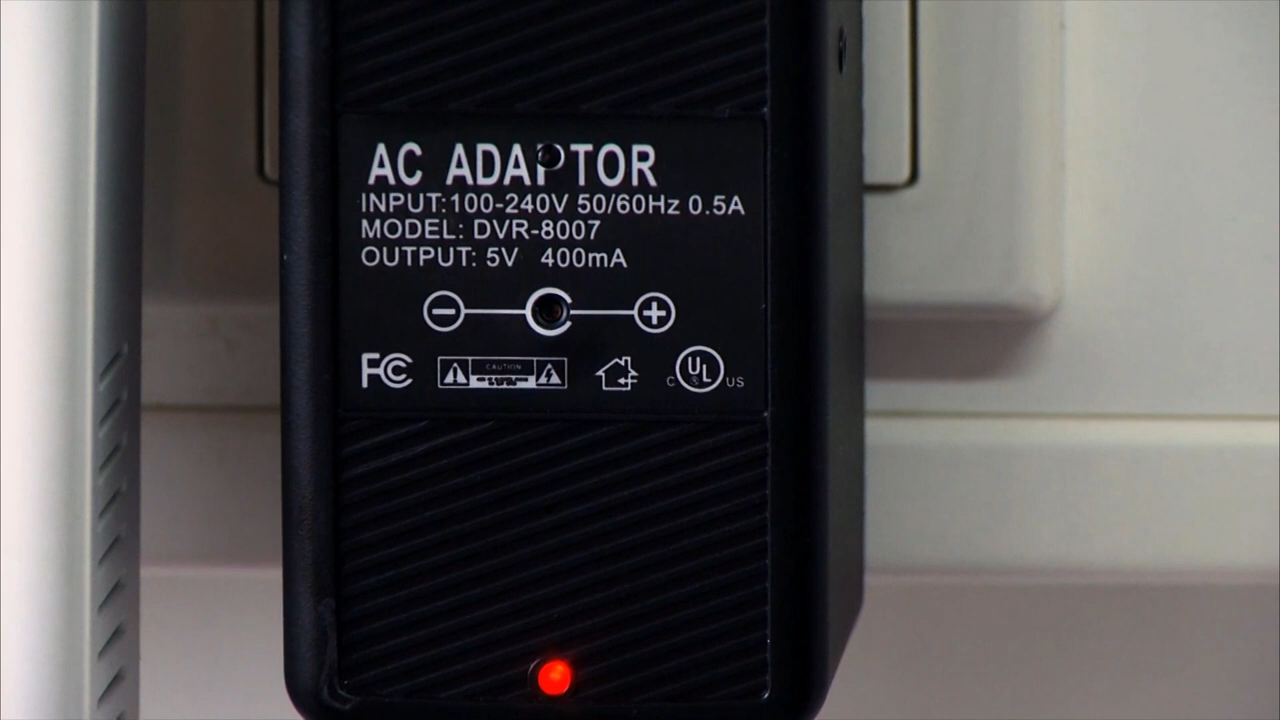 AC ADAPTOR
INPUT:100-240V 50/60Hz 0.5A
MODEL: DVR-8007
OUTPUT: 5V 400mA
FC
CAUTION
C UL US